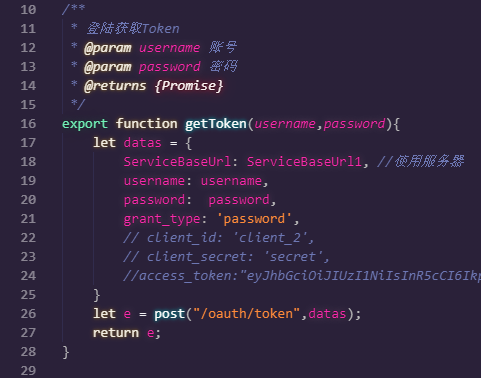 10 /**
11  * 登陆获取Token
12  * @param username 账号
13  * @param password 密码
14  * @returns {Promise}
15  */
16 export function getToken(username,password){
17     let datas = {
18         ServiceBaseUrl: ServiceBaseUrl1, //使用服务器
19         username: username,
20         password:  password,
21         grant_type: 'password',
22         // client_id: 'client_2',
23         // client_secret: 'secret',
24         //access_token:"eyJhbGciOiJIUzI1NiIsInR5cCI6Ikp
25     }
26     let e = post("/oauth/token",datas);
27     return e;
28 }
29